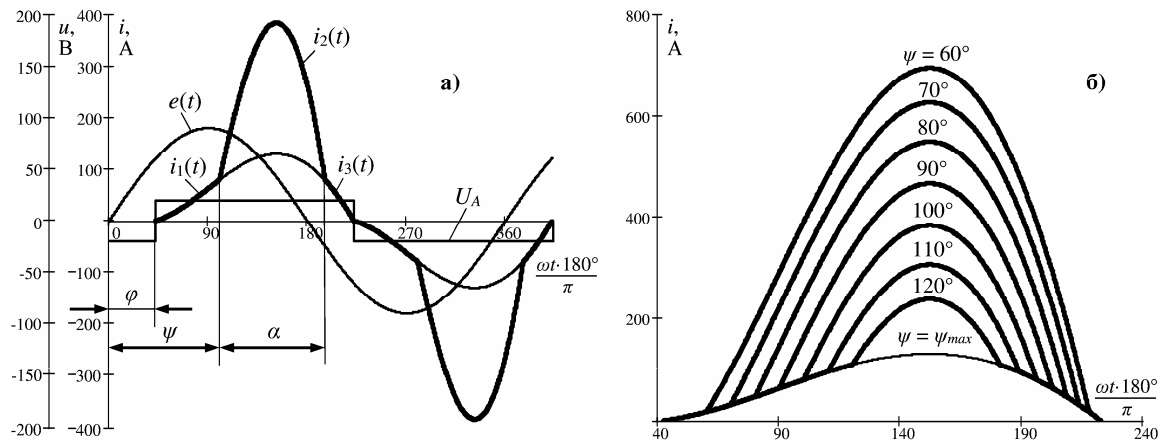 200
150
100
50
0
-50
-100
-150
-200
u,
В
400
300
200
100
0
-100
-200
-300
-400
i,
А
i₂(t)
а)
e(t)
i₁(t)
i₃(t)
U_A
0
90
180
270
360
ωt·180°
π
φ
ψ
α
800
600
400
200
i,
А
б)
ψ = 60°
70°
80°
90°
100°
110°
120°
ψ = ψmax
ωt·180°
π
40
90
140
190
240